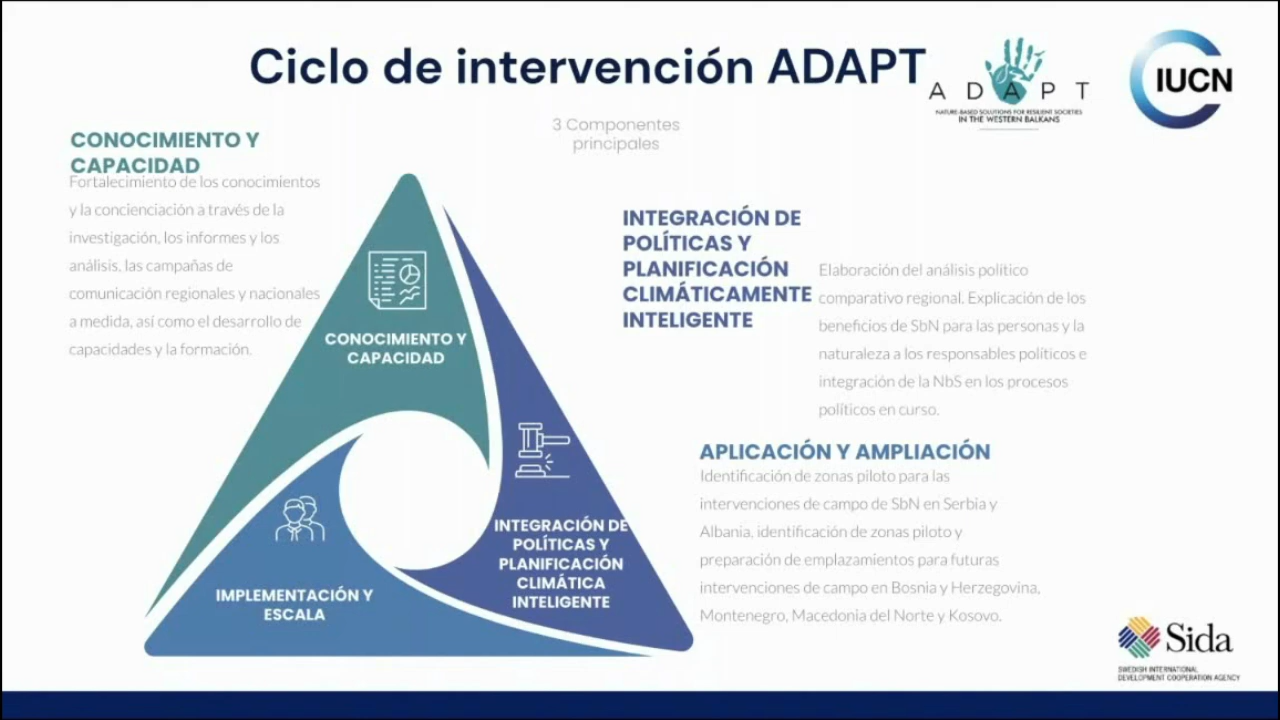 Ciclo de intervención ADAPT
A D A P T
NATURE-BASED SOLUTIONS FOR RESILIENT SOCIETIES
IN THE WESTERN BALKANS
IUCN
3 Componentes
principales
CONOCIMIENTO Y
CAPACIDAD
Fortalecimiento de los conocimientos
y la concienciación a través de la
investigación, los informes y los
análisis, las campañas de
comunicación regionales y nacionales
a medida, así como el desarrollo de
capacidades y la formación.
CONOCIMIENTO Y
CAPACIDAD
INTEGRACIÓN DE
POLÍTICAS Y
PLANIFICACIÓN
CLIMÁTICAMENTE
INTELIGENTE
Elaboración del análisis político
comparativo regional. Explicación de los
beneficios de SbN para las personas y la
naturaleza a los responsables políticos e
integración de la NbS en los procesos
políticos en curso.
INTEGRACIÓN DE
POLÍTICAS Y
PLANIFICACIÓN
CLIMÁTICA
INTELIGENTE
IMPLEMENTACIÓN Y
ESCALA
APLICACIÓN Y AMPLIACIÓN
Identificación de zonas piloto para las
intervenciones de campo de SbN en Serbia y
Albania, identificación de zonas piloto y
preparación de emplazamientos para futuras
intervenciones de campo en Bosnia y Herzegovina,
Montenegro, Macedonia del Norte y Kosovo.
Sida
SWEDISH INTERNATIONAL
DEVELOPMENT COOPERATION AGENCY